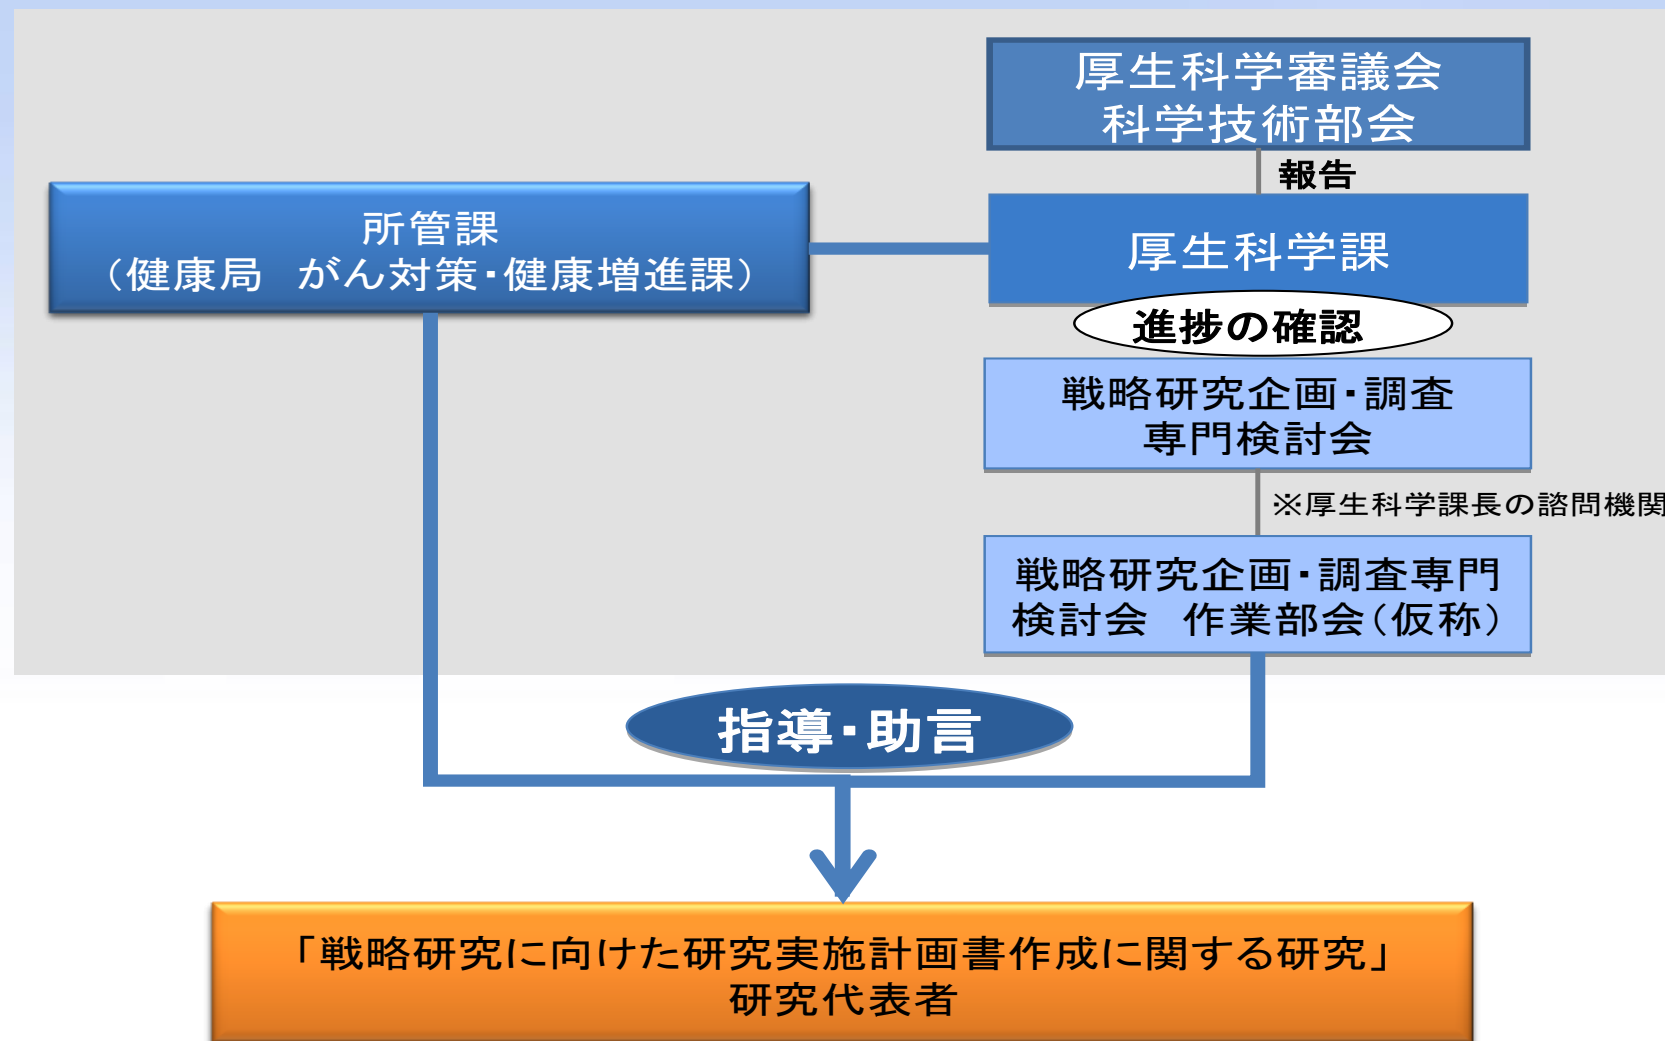 厚生科学審議会
科学技術部会
報告
所管課
（健康局　がん対策・健康増進課）
厚生科学課
進捗の確認
戦略研究企画・調査
専門検討会
※厚生科学課長の諮問機関
戦略研究企画・調査専門
検討会　作業部会（仮称）
指導・助言
「戦略研究に向けた研究実施計画書作成に関する研究」
研究代表者